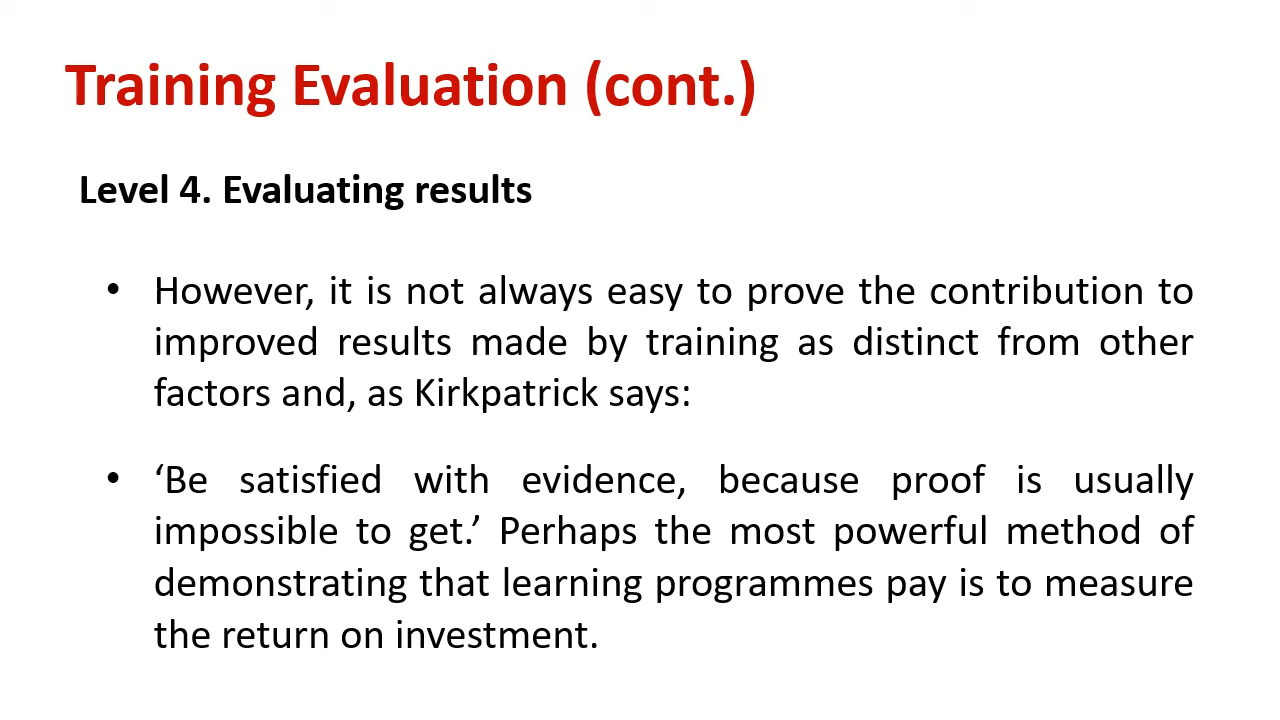 Training Evaluation (cont.)
Level 4. Evaluating results
• However, it is not always easy to prove the contribution to
improved results made by training as distinct from other
factors and, as Kirkpatrick says:
• ‘Be satisfied with evidence, because proof is usually
impossible to get.’ Perhaps the most powerful method of
demonstrating that learning programmes pay is to measure
the return on investment.